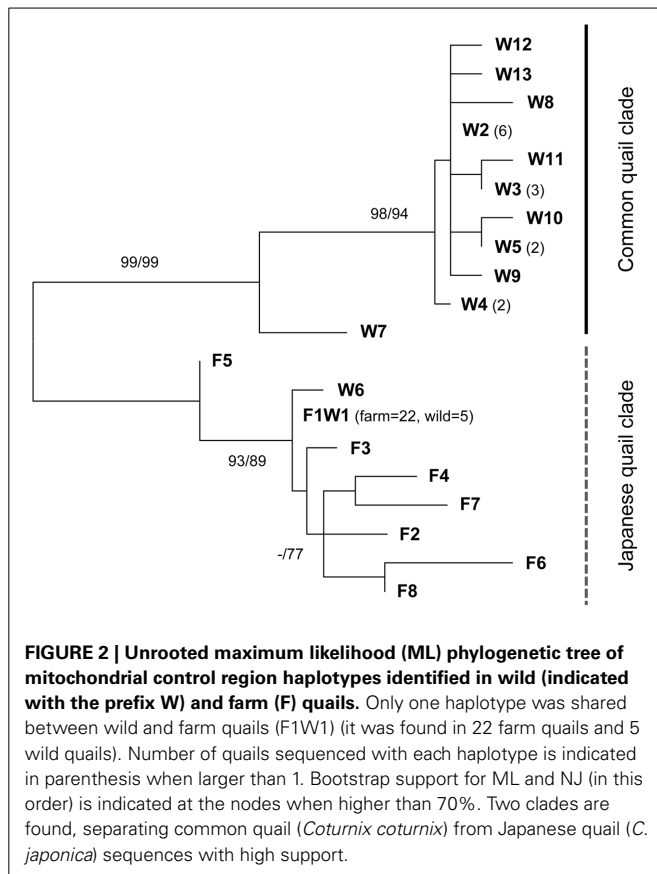 W12
W13
W8
W2 (6)
W11
W3 (3)
98/94
W10
W5 (2)
99/99
W9
W4 (2)
W7
Common quail clade
F5
W6
F1W1 (farm=22, wild=5)
93/89
F3
F4
F7
F2
-/77
F6
F8
Japanese quail clade
FIGURE 2 | Unrooted maximum likelihood (ML) phylogenetic tree of
mitochondrial control region haplotypes identified in wild (indicated
with the prefix W) and farm (F) quails. Only one haplotype was shared
between wild and farm quails (F1W1) (it was found in 22 farm quails and 5
wild quails). Number of quails sequenced with each haplotype is indicated
in parenthesis when larger than 1. Bootstrap support for ML and NJ (in this
order) is indicated at the nodes when higher than 70%. Two clades are
found, separating common quail (Coturnix coturnix) from Japanese quail (C.
japonica) sequences with high support.